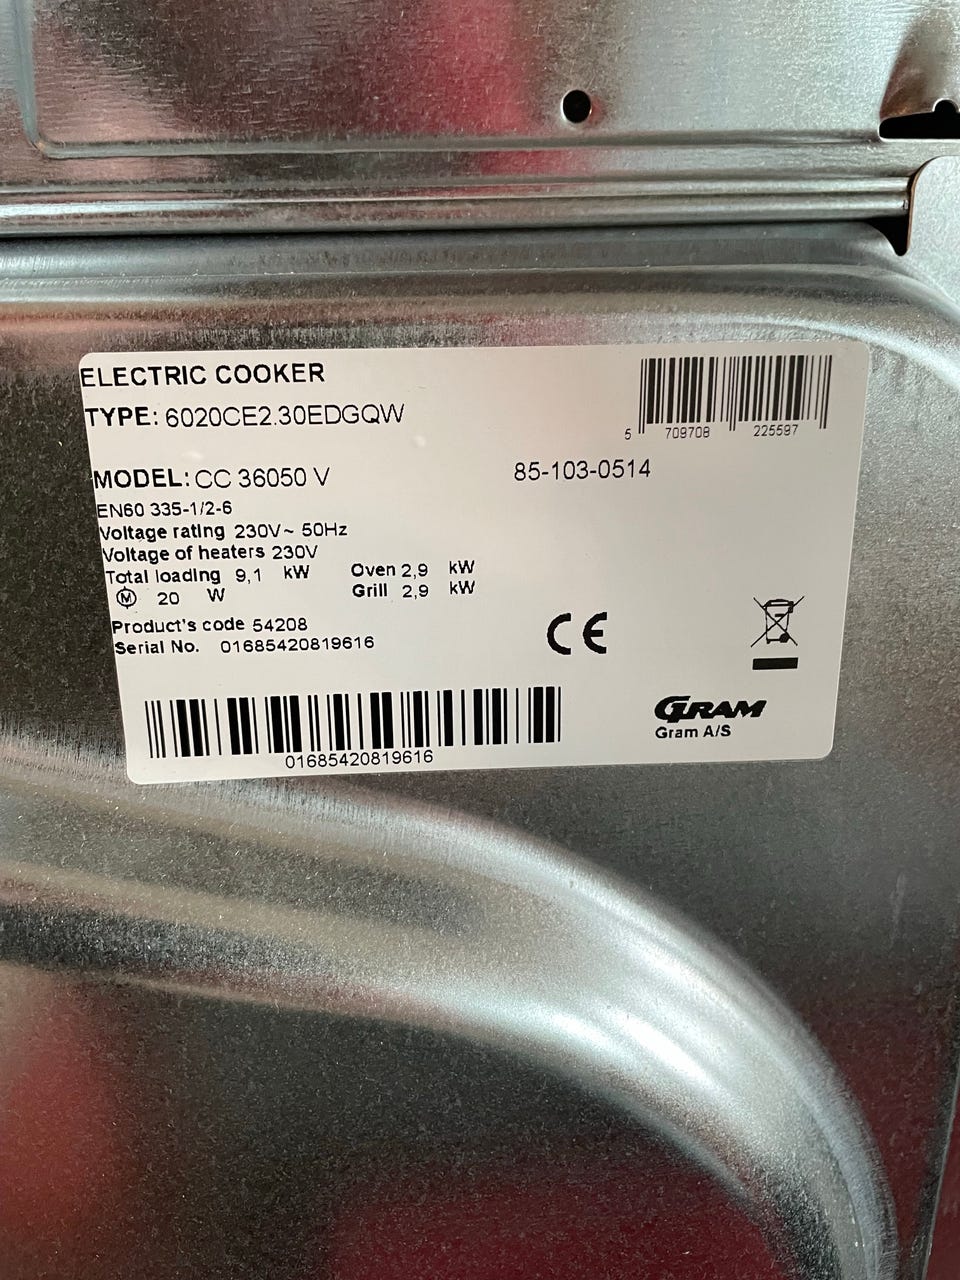 ELECTRIC COOKER
TYPE: 6020CE2.30EDGQW
5 709708 225597
MODEL: CC 36050 V
85-103-0514
EN60 335-1/2-6
Voltage rating 230V~ 50Hz
Voltage of heaters 230V
Total loading 9,1 kW Oven 2,9 kW
M 20 W Grill 2,9 kW
Product's code 54208
Serial No. 01685420819616
CE
01685420819616
GRAM
Gram A/S